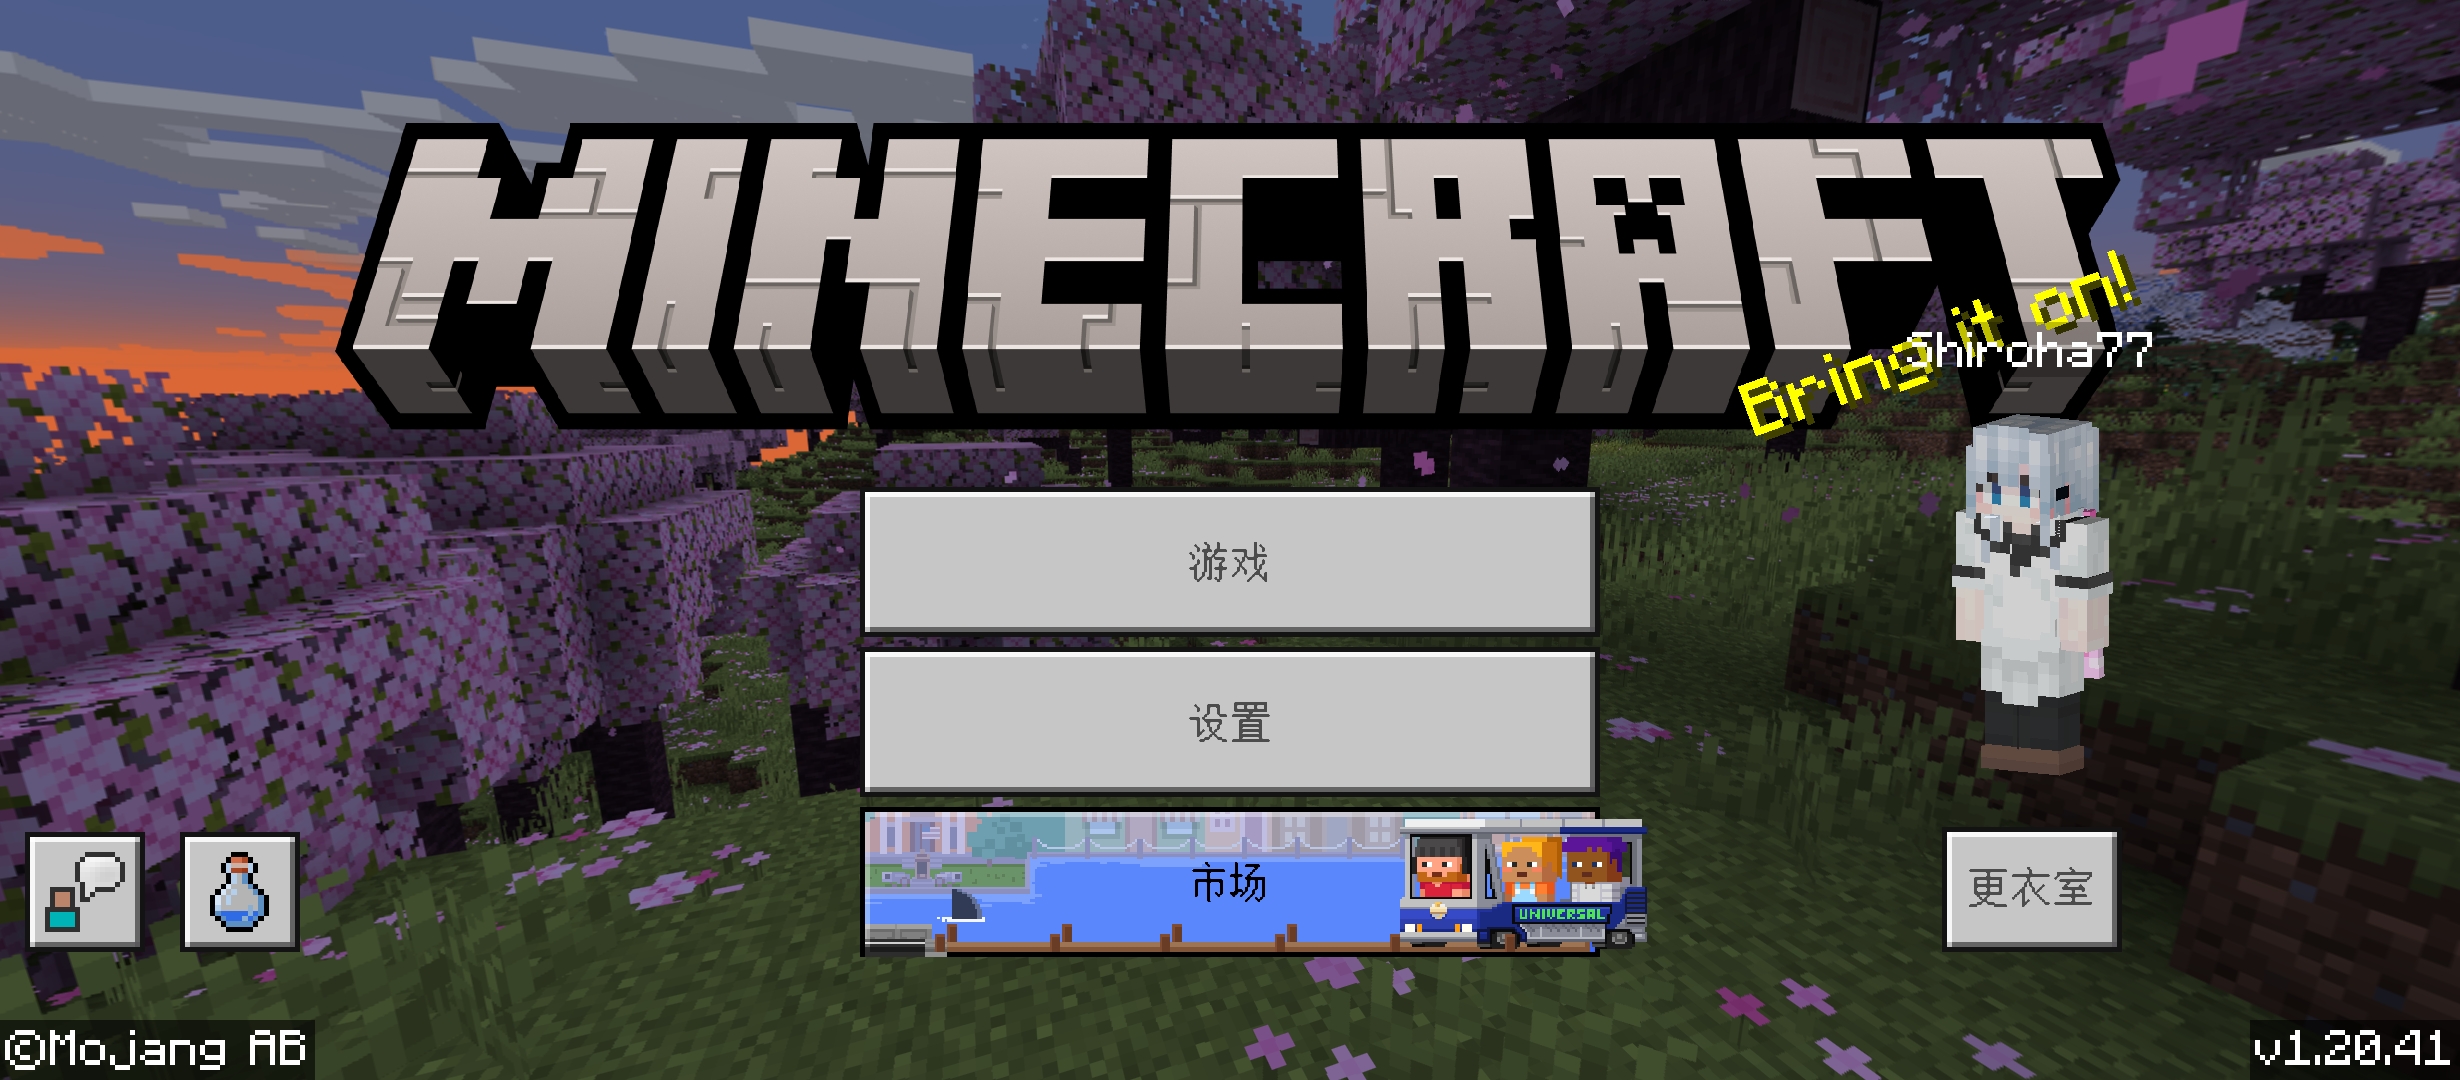 MINECRAFT
Bring it on!
Shiroha77
游戏
设置
市场
UNIVERSAL
更衣室
©Mojang AB
v1.20.41